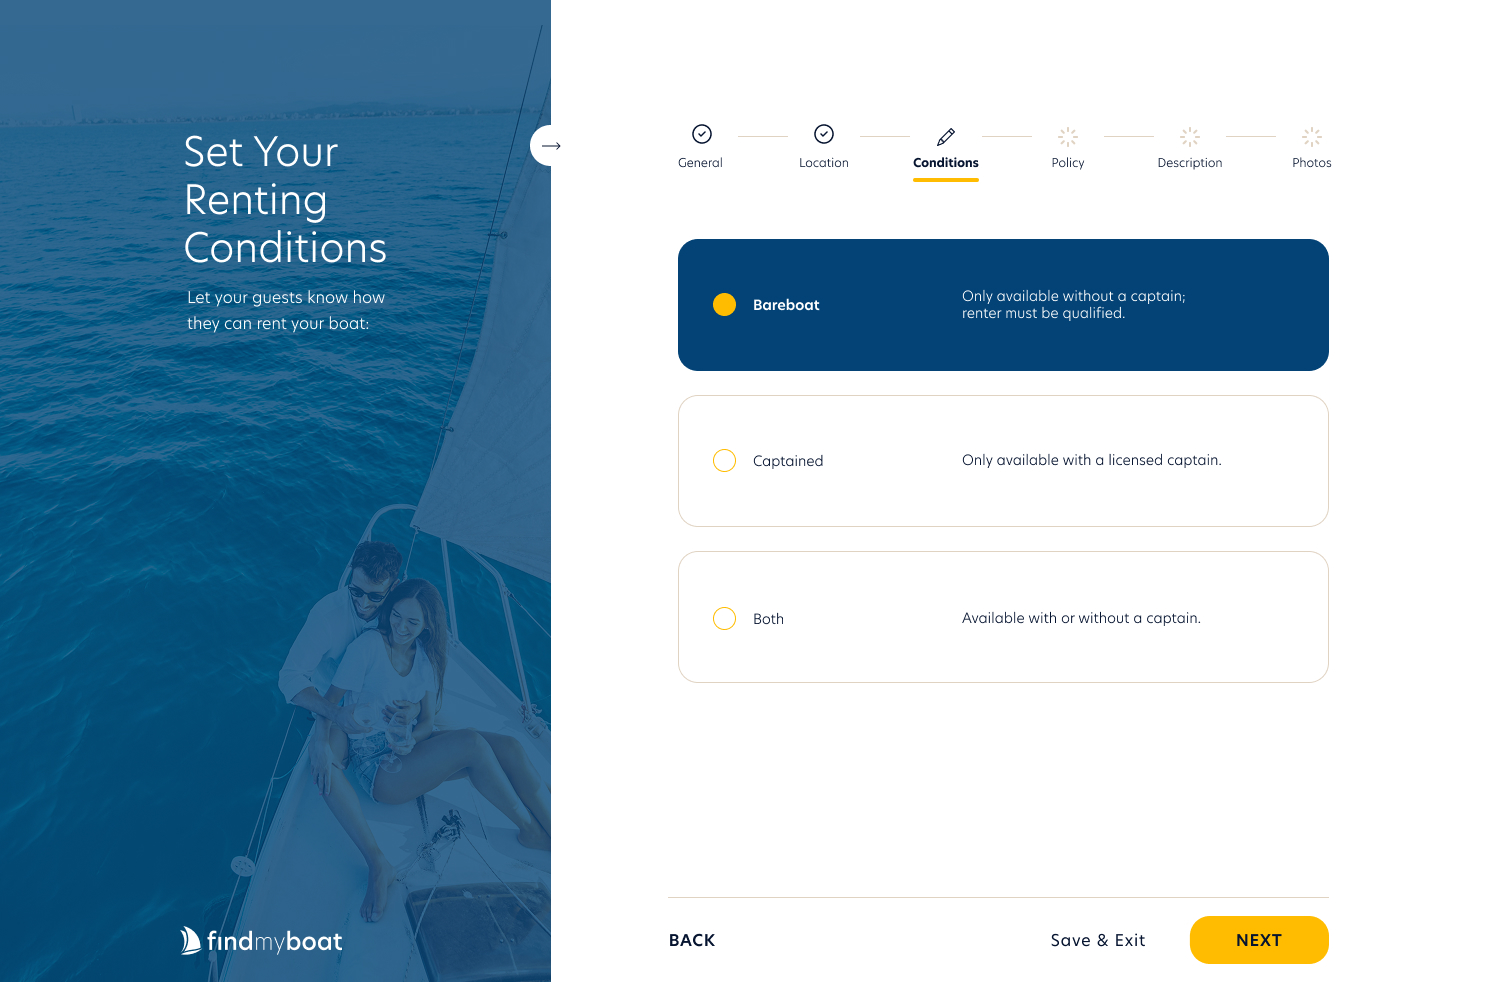 Set Your
Renting
Conditions
Let your guests know how
they can rent your boat:
findmyboat
General
Location
Conditions
Policy
Description
Photos
Bareboat
Only available without a captain;
renter must be qualified.
Captained
Only available with a licensed captain.
Both
Available with or without a captain.
BACK
Save & Exit
NEXT